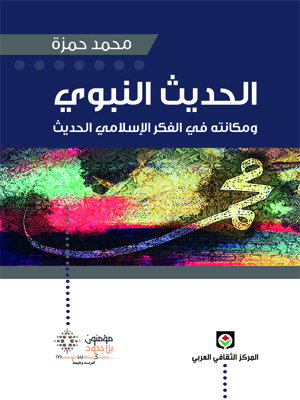 محمد حمزة
الحديث النبوي
ومكانته في الفكر الإسلامي الحديث
محمد
مؤمنون
بلا حدود
المركز الثقافي العربي